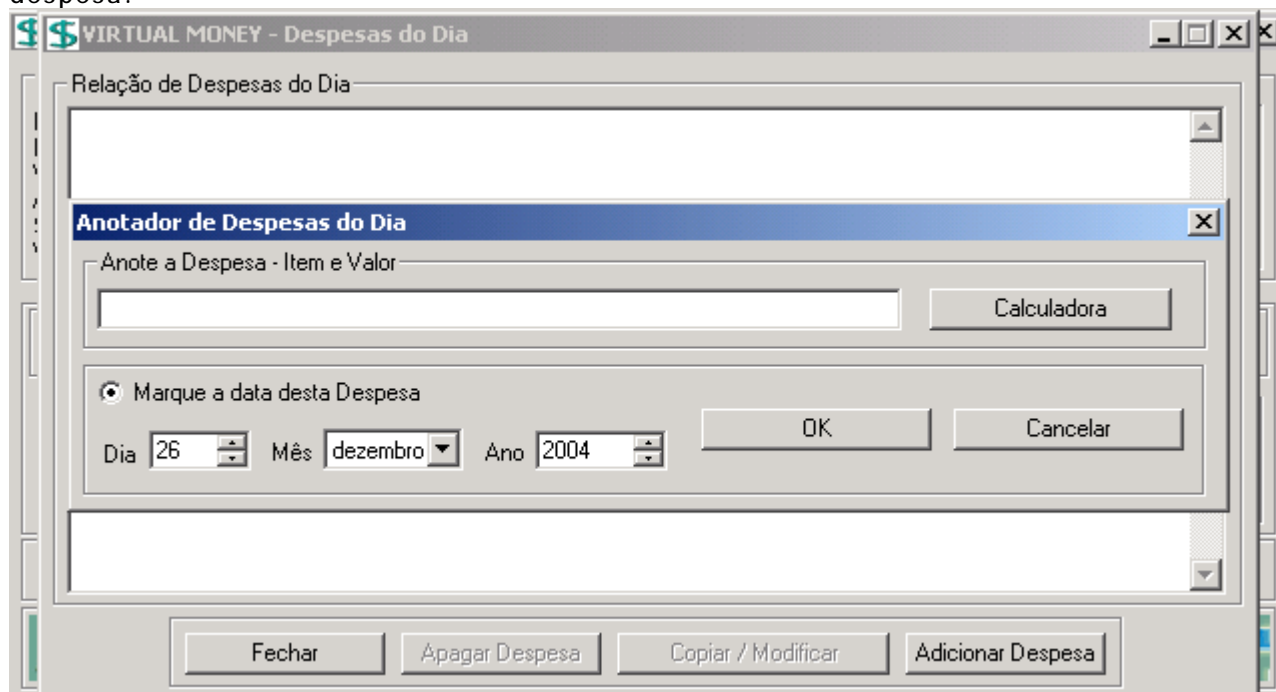 despesa:
VIRTUAL MONEY - Despesas do Dia
Relação de Despesas do Dia
Anotador de Despesas do Dia
Anote a Despesa - Item e Valor
Calculadora
Marque a data desta Despesa
Dia 26 Mês dezembro Ano 2004 OK Cancelar
Fechar Apagar Despesa Copiar / Modificar Adicionar Despesa